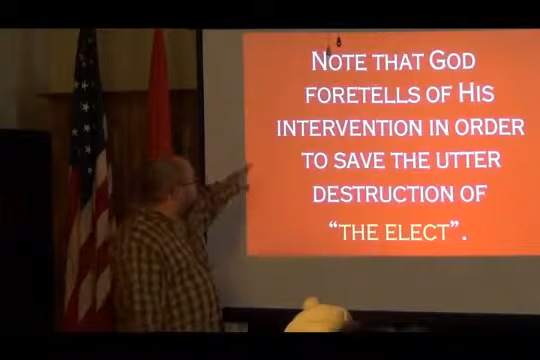 NOTE THAT GOD
FORETELLS OF HIS
INTERVENTION IN ORDER
TO SAVE THE UTTER
DESTRUCTION OF
“THE ELECT”.